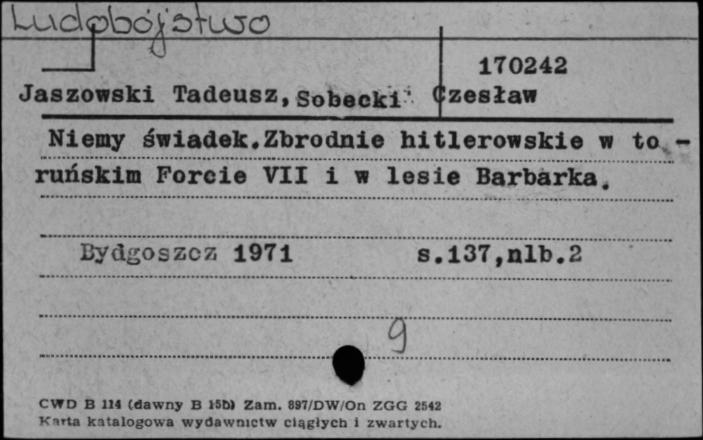 Ludobójstwo
170242
Jaszowski Tadeusz, Sobecki Czesław
Niemy świadek.Zbrodnie hitlerowskie w to -
ruńskim Forcie VII i w lesie Barbarka.
Bydgoszcz 1971 s.137,nlb.2
9
CWD B 114 (dawny B 15b) Zam. 897/DW/On ZGG 2542
Karta katalogowa wydawnictw ciągłych i zwartych.